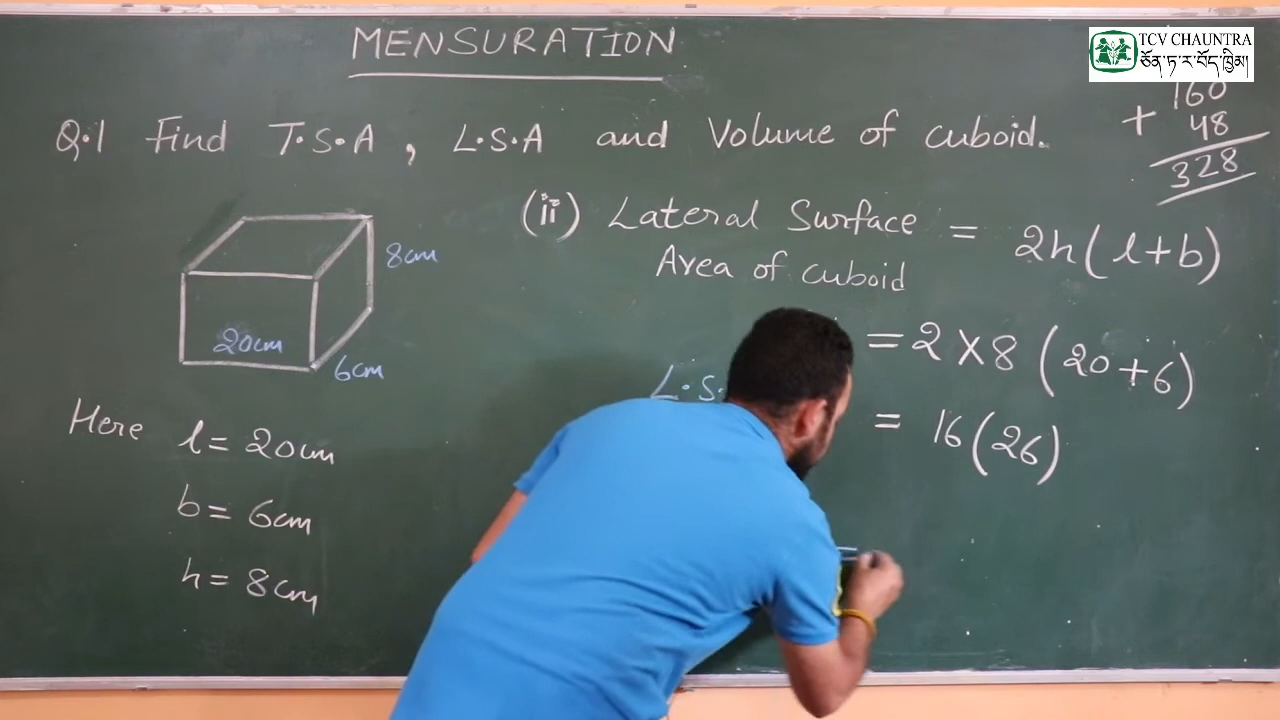 MENSURATION
TCV CHAUNTRA
ཅོན་ཏ་ར་བོད་ཁྱིམ།
160
+ 48
328
Q.1 Find T.S.A, L.S.A and Volume of cuboid.
(ii) Lateral Surface = 2h(l+b)
Area of cuboid
8cm
20cm
6cm
= 2 × 8 (20+6)
L.S.
= 16(26)
Here l = 20cm
b = 6cm
h = 8cm
=